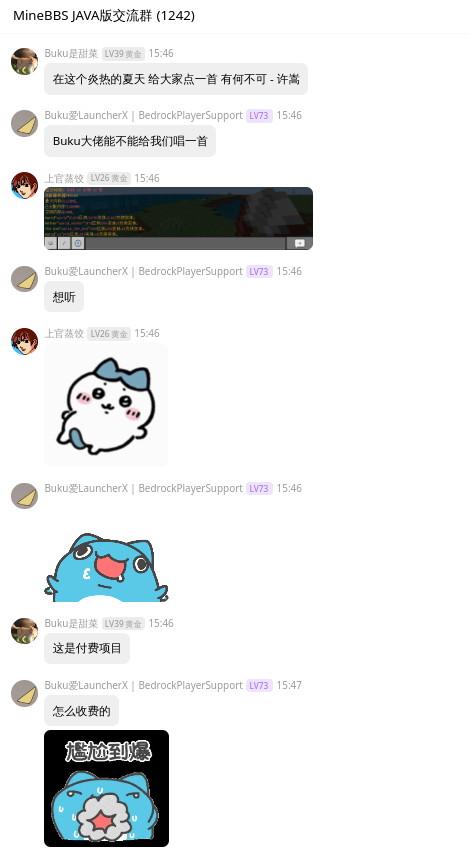 MineBBS JAVA版交流群 (1242)
Buku是甜菜 LV39 黄金 15:46
在这个炎热的夏天 给大家点一首 有何不可 - 许嵩
Buku爱LauncherX | BedrockPlayerSupport LV73 15:46
Buku大佬能不能给我们唱一首
上官蒸饺 LV26 黄金 15:46
Buku爱LauncherX | BedrockPlayerSupport LV73 15:46
想听
上官蒸饺 LV26 黄金 15:46
Buku爱LauncherX | BedrockPlayerSupport LV73 15:46
Buku是甜菜 LV39 黄金 15:46
这是付费项目
Buku爱LauncherX | BedrockPlayerSupport LV73 15:47
怎么收费的
尴尬到爆